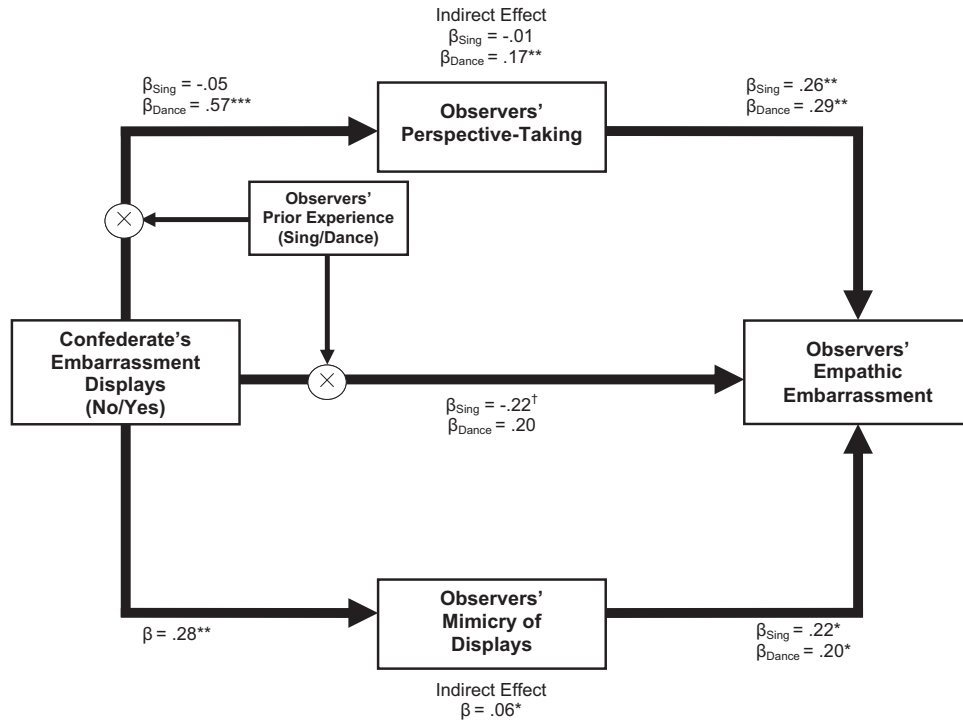 Indirect Effect
βSing = -.01
βDance = .17**
βSing = -.05
βDance = .57***
Observers’
Perspective-Taking
βSing = .26**
βDance = .29**
Observers’
Prior Experience
(Sing/Dance)
×
Confederate’s
Embarrassment
Displays
(No/Yes)
×
Observers’
Empathic
Embarrassment
βSing = -.22†
βDance = .20
Observers’
Mimicry of
Displays
β = .28**
βSing = .22*
βDance = .20*
Indirect Effect
β = .06*